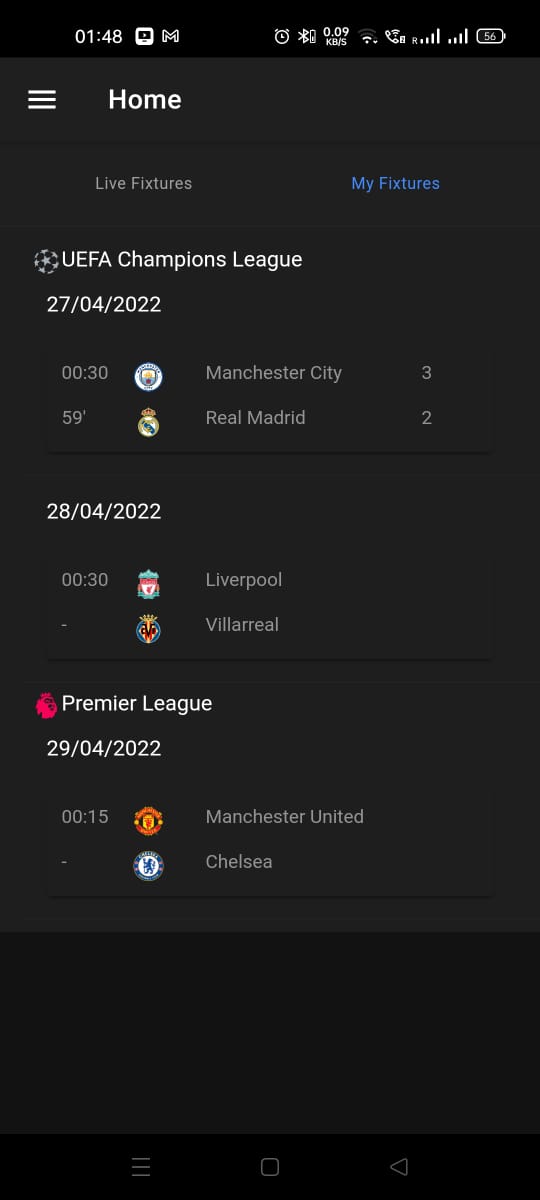 01:48
0.09
KB/S
R
56
Home
Live Fixtures My Fixtures
UEFA Champions League
27/04/2022
00:30 Manchester City 3
59' Real Madrid 2
28/04/2022
00:30 Liverpool
- Villarreal
Premier League
29/04/2022
00:15 Manchester United
- Chelsea